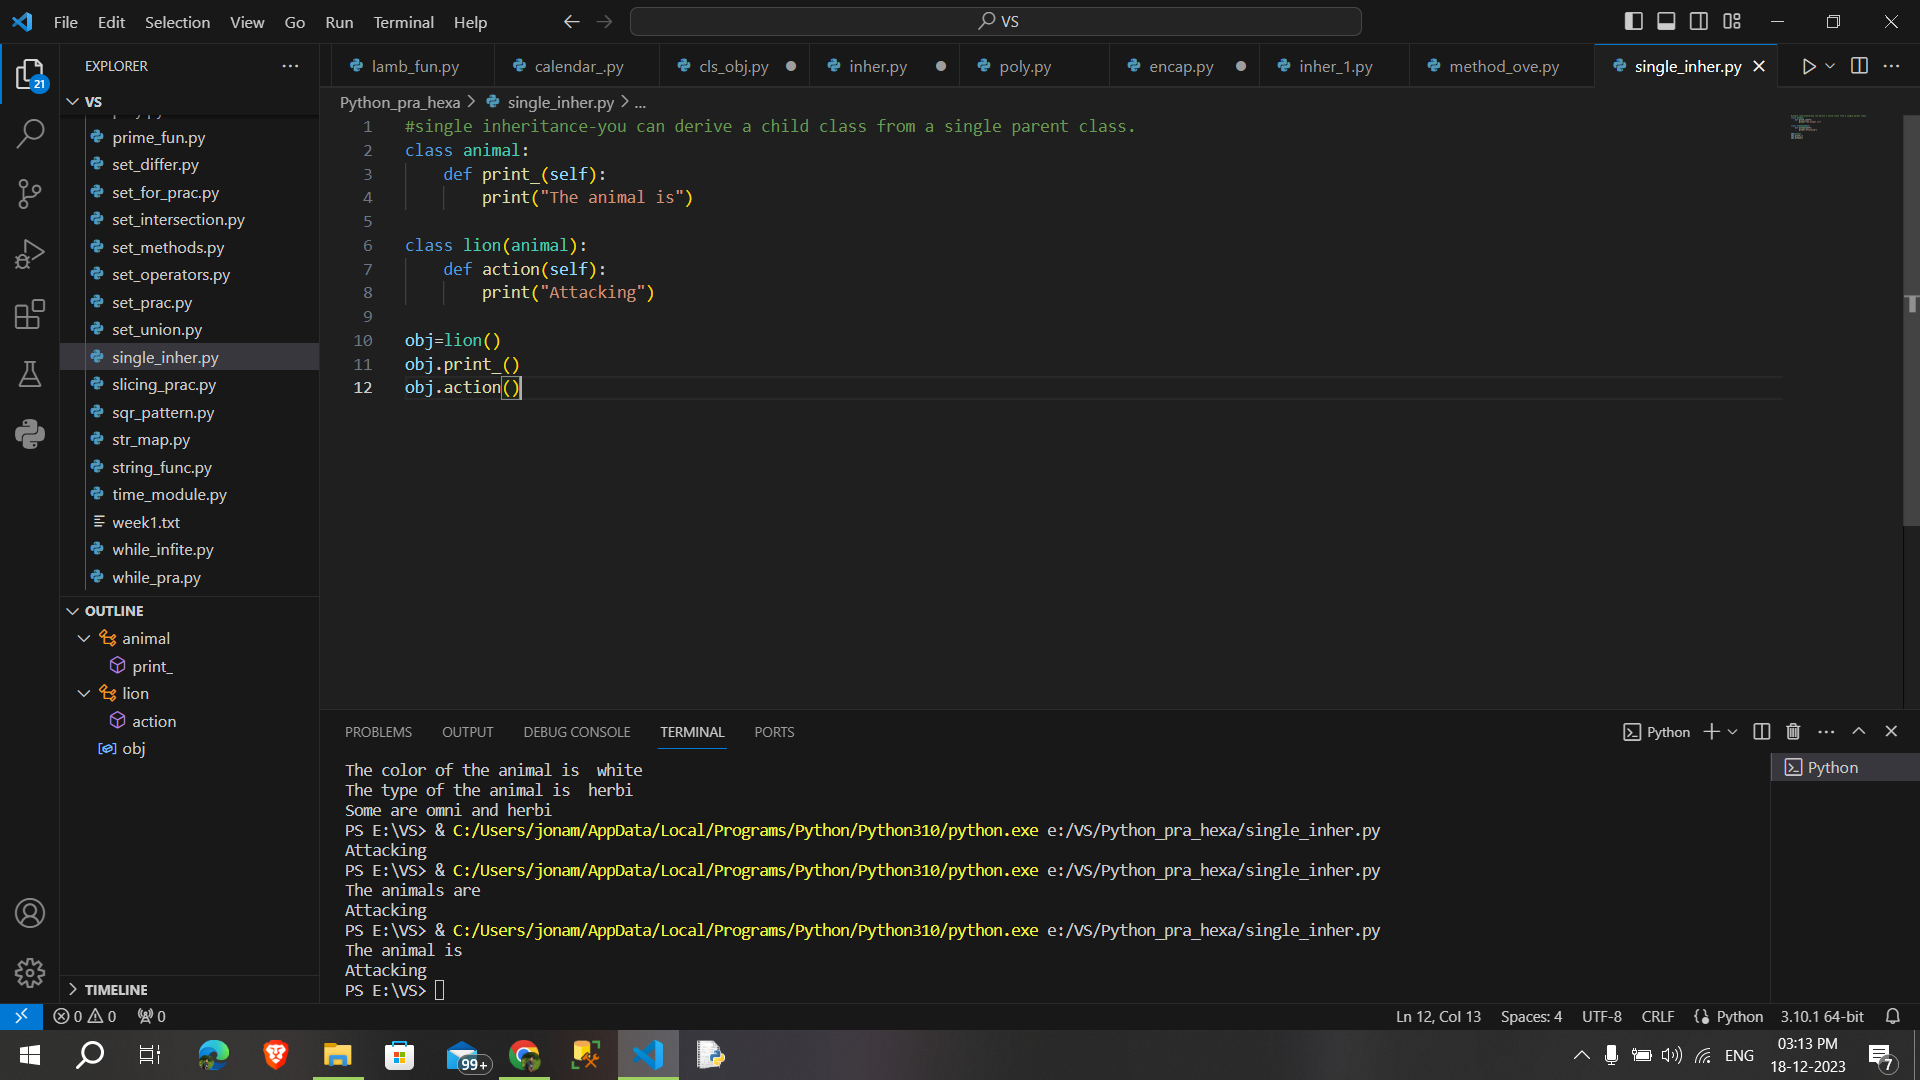 File Edit Selection View Go Run Terminal Help
VS
21
EXPLORER
lamb_fun.py
calendar_.py
cls_obj.py
inher.py
poly.py
encap.py
inher_1.py
method_ove.py
single_inher.py
VS
Python_pra_hexa > single_inher.py > ...
prime_fun.py
set_differ.py
set_for_prac.py
set_intersection.py
set_methods.py
set_operators.py
set_prac.py
set_union.py
single_inher.py
slicing_prac.py
sqr_pattern.py
str_map.py
string_func.py
time_module.py
week1.txt
while_infite.py
while_pra.py
OUTLINE
animal
print_
lion
action
obj
TIMELINE
1 #single inheritance-you can derive a child class from a single parent class.
2 class animal:
3     def print_(self):
4         print("The animal is")
5
6 class lion(animal):
7     def action(self):
8         print("Attacking")
9
10 obj=lion()
11 obj.print_()
12 obj.action()
PROBLEMS OUTPUT DEBUG CONSOLE TERMINAL PORTS
Python
Python
The color of the animal is  white
The type of the animal is  herbi
Some are omni and herbi
PS E:\VS> & C:/Users/jonam/AppData/Local/Programs/Python/Python310/python.exe e:/VS/Python_pra_hexa/single_inher.py
Attacking
PS E:\VS> & C:/Users/jonam/AppData/Local/Programs/Python/Python310/python.exe e:/VS/Python_pra_hexa/single_inher.py
The animals are
Attacking
PS E:\VS> & C:/Users/jonam/AppData/Local/Programs/Python/Python310/python.exe e:/VS/Python_pra_hexa/single_inher.py
The animal is
Attacking
PS E:\VS>
0 0 0
Ln 12, Col 13 Spaces: 4 UTF-8 CRLF Python 3.10.1 64-bit
99+
ENG
03:13 PM
18-12-2023
7